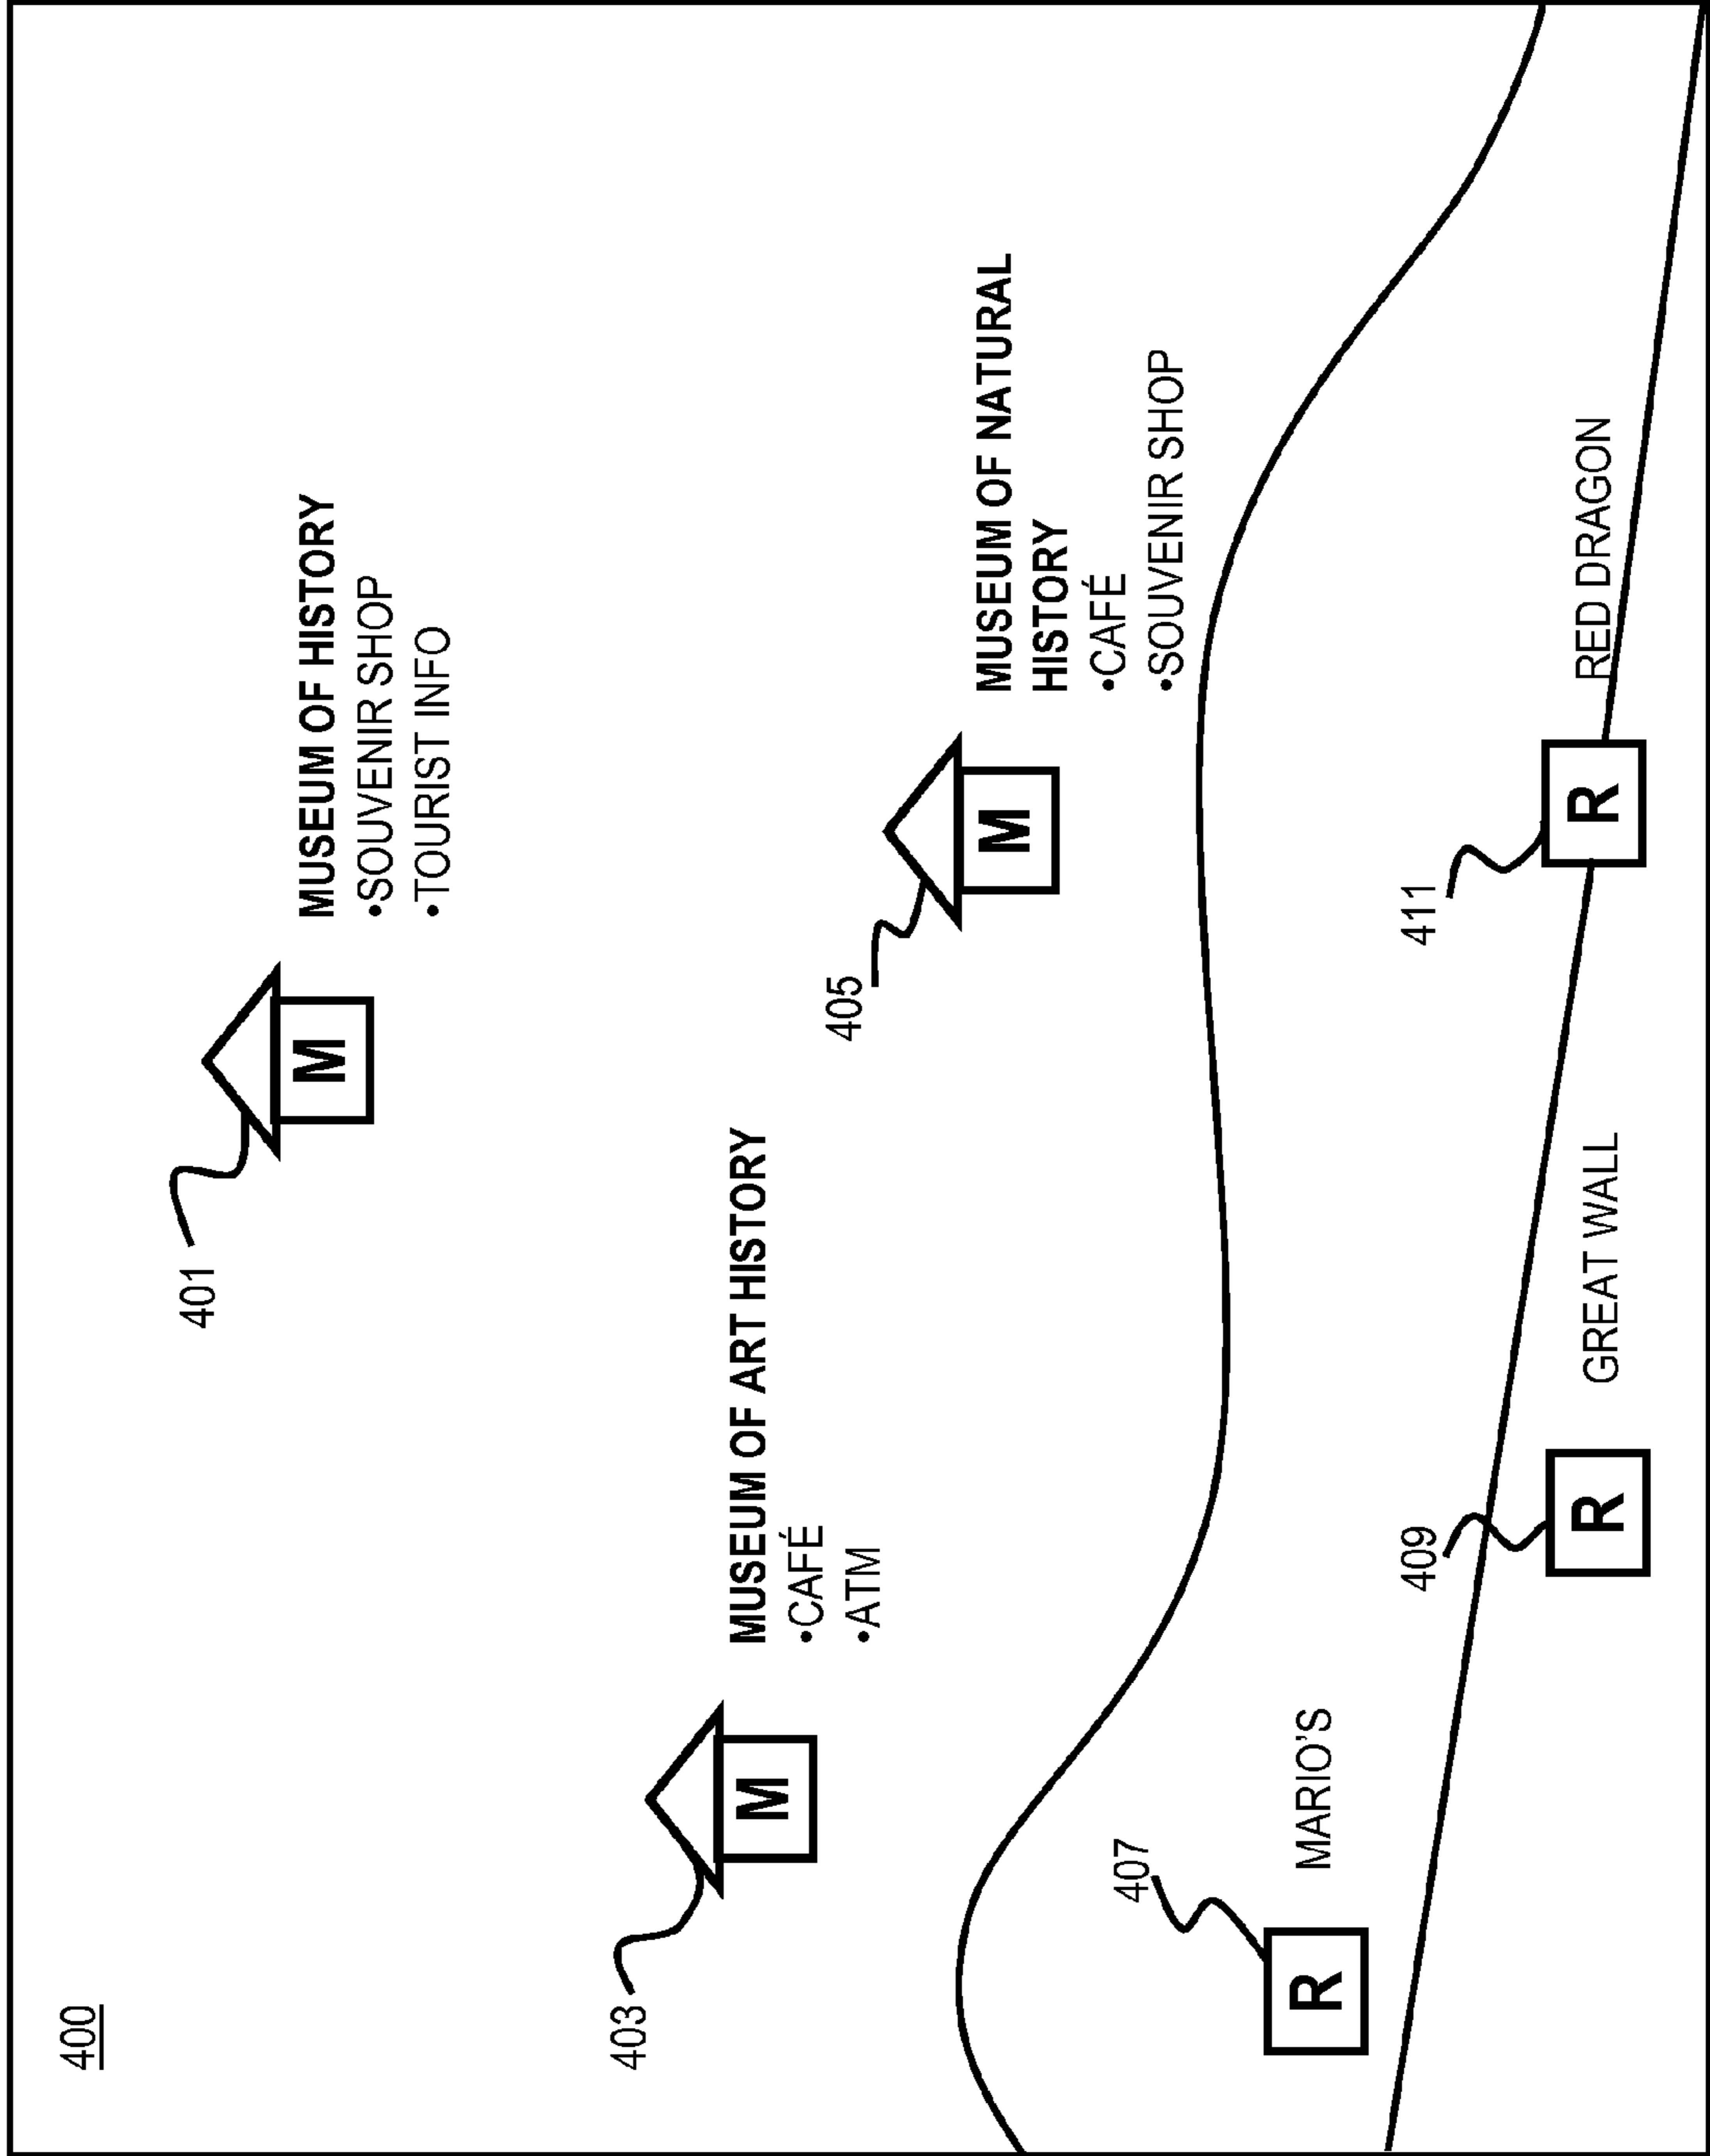 400
401
M
MUSEUM OF HISTORY
•SOUVENIR SHOP
•TOURIST INFO
403
M
MUSEUM OF ART HISTORY
•CAFÉ
•ATM
405
M
MUSEUM OF NATURAL
HISTORY
•CAFÉ
•SOUVENIR SHOP
407
R
MARIO'S
409
R
GREAT WALL
411
R
RED DRAGON